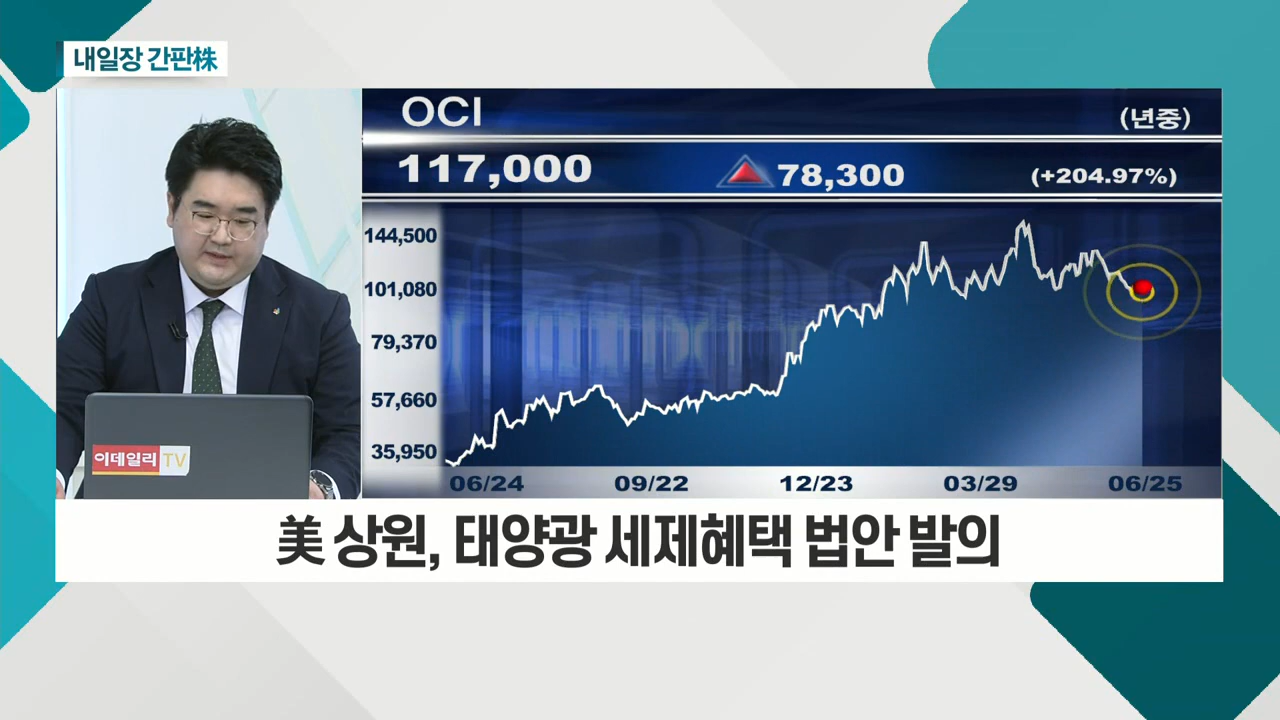 내일장 간판株
OCI
(년중)
117,000
78,300
(+204.97%)
144,500
101,080
79,370
57,660
35,950
06/24
09/22
12/23
03/29
06/25
이데일리 TV
美 상원, 태양광 세제혜택 법안 발의